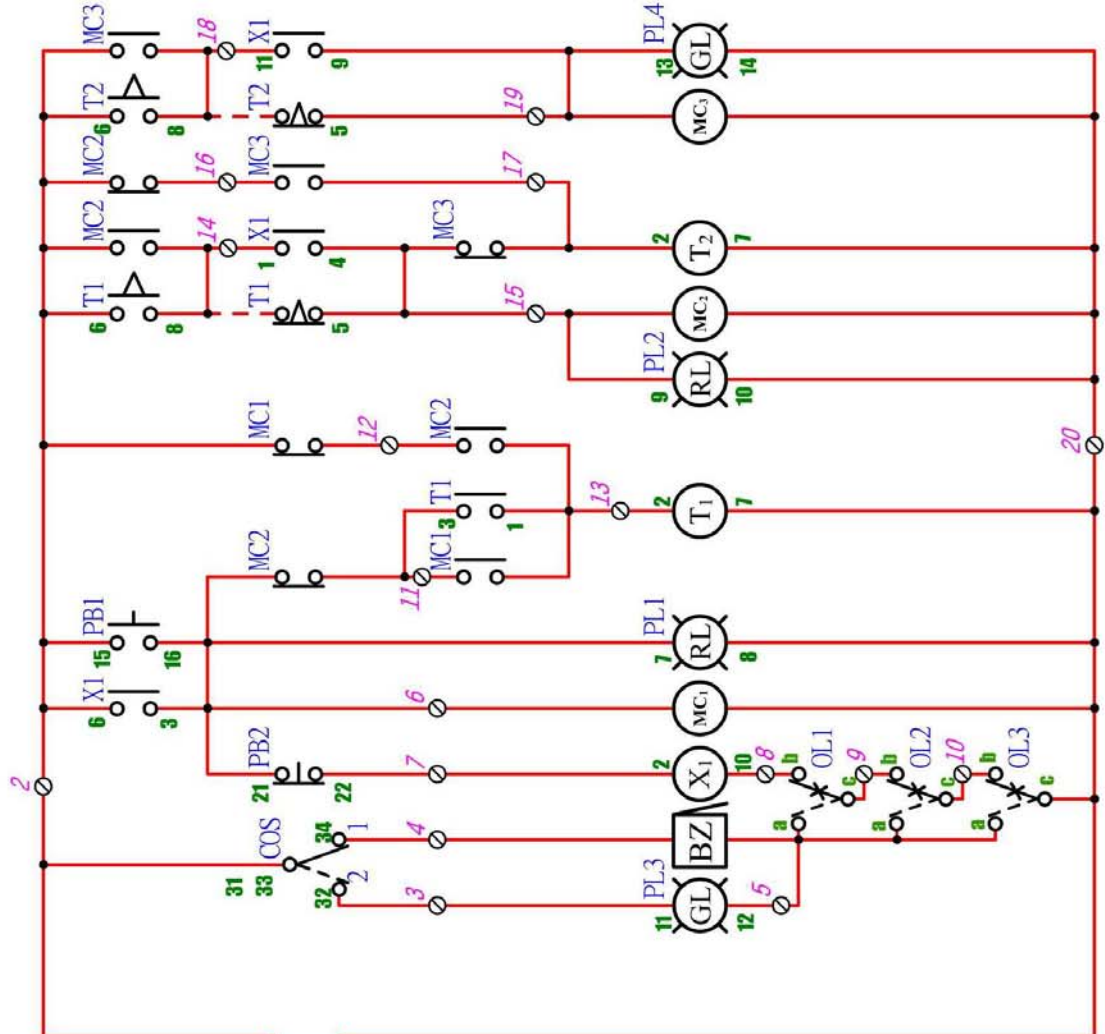 MC3
18
X1
PL4
11
9
13
GL
14
T2
6
8
T2
5
19
MC3
MC2
16
MC3
17
MC2
14
X1
1
4
MC3
2
T2
7
T1
6
8
T1
5
15
MC2
PL2
9
RL
10
MC1
12
MC2
20
T1
3
1
13
2
T1
7
MC2
11
MC1
PB1
15
16
PL1
7
RL
8
X1
6
3
6
MC1
2
PB2
21
22
7
2
X1
10
8
b
OL1
a
c
9
b
OL2
a
c
10
b
OL3
a
c
COS
31
33
34
1
4
BZ
32
2
3
PL3
11
GL
12
5